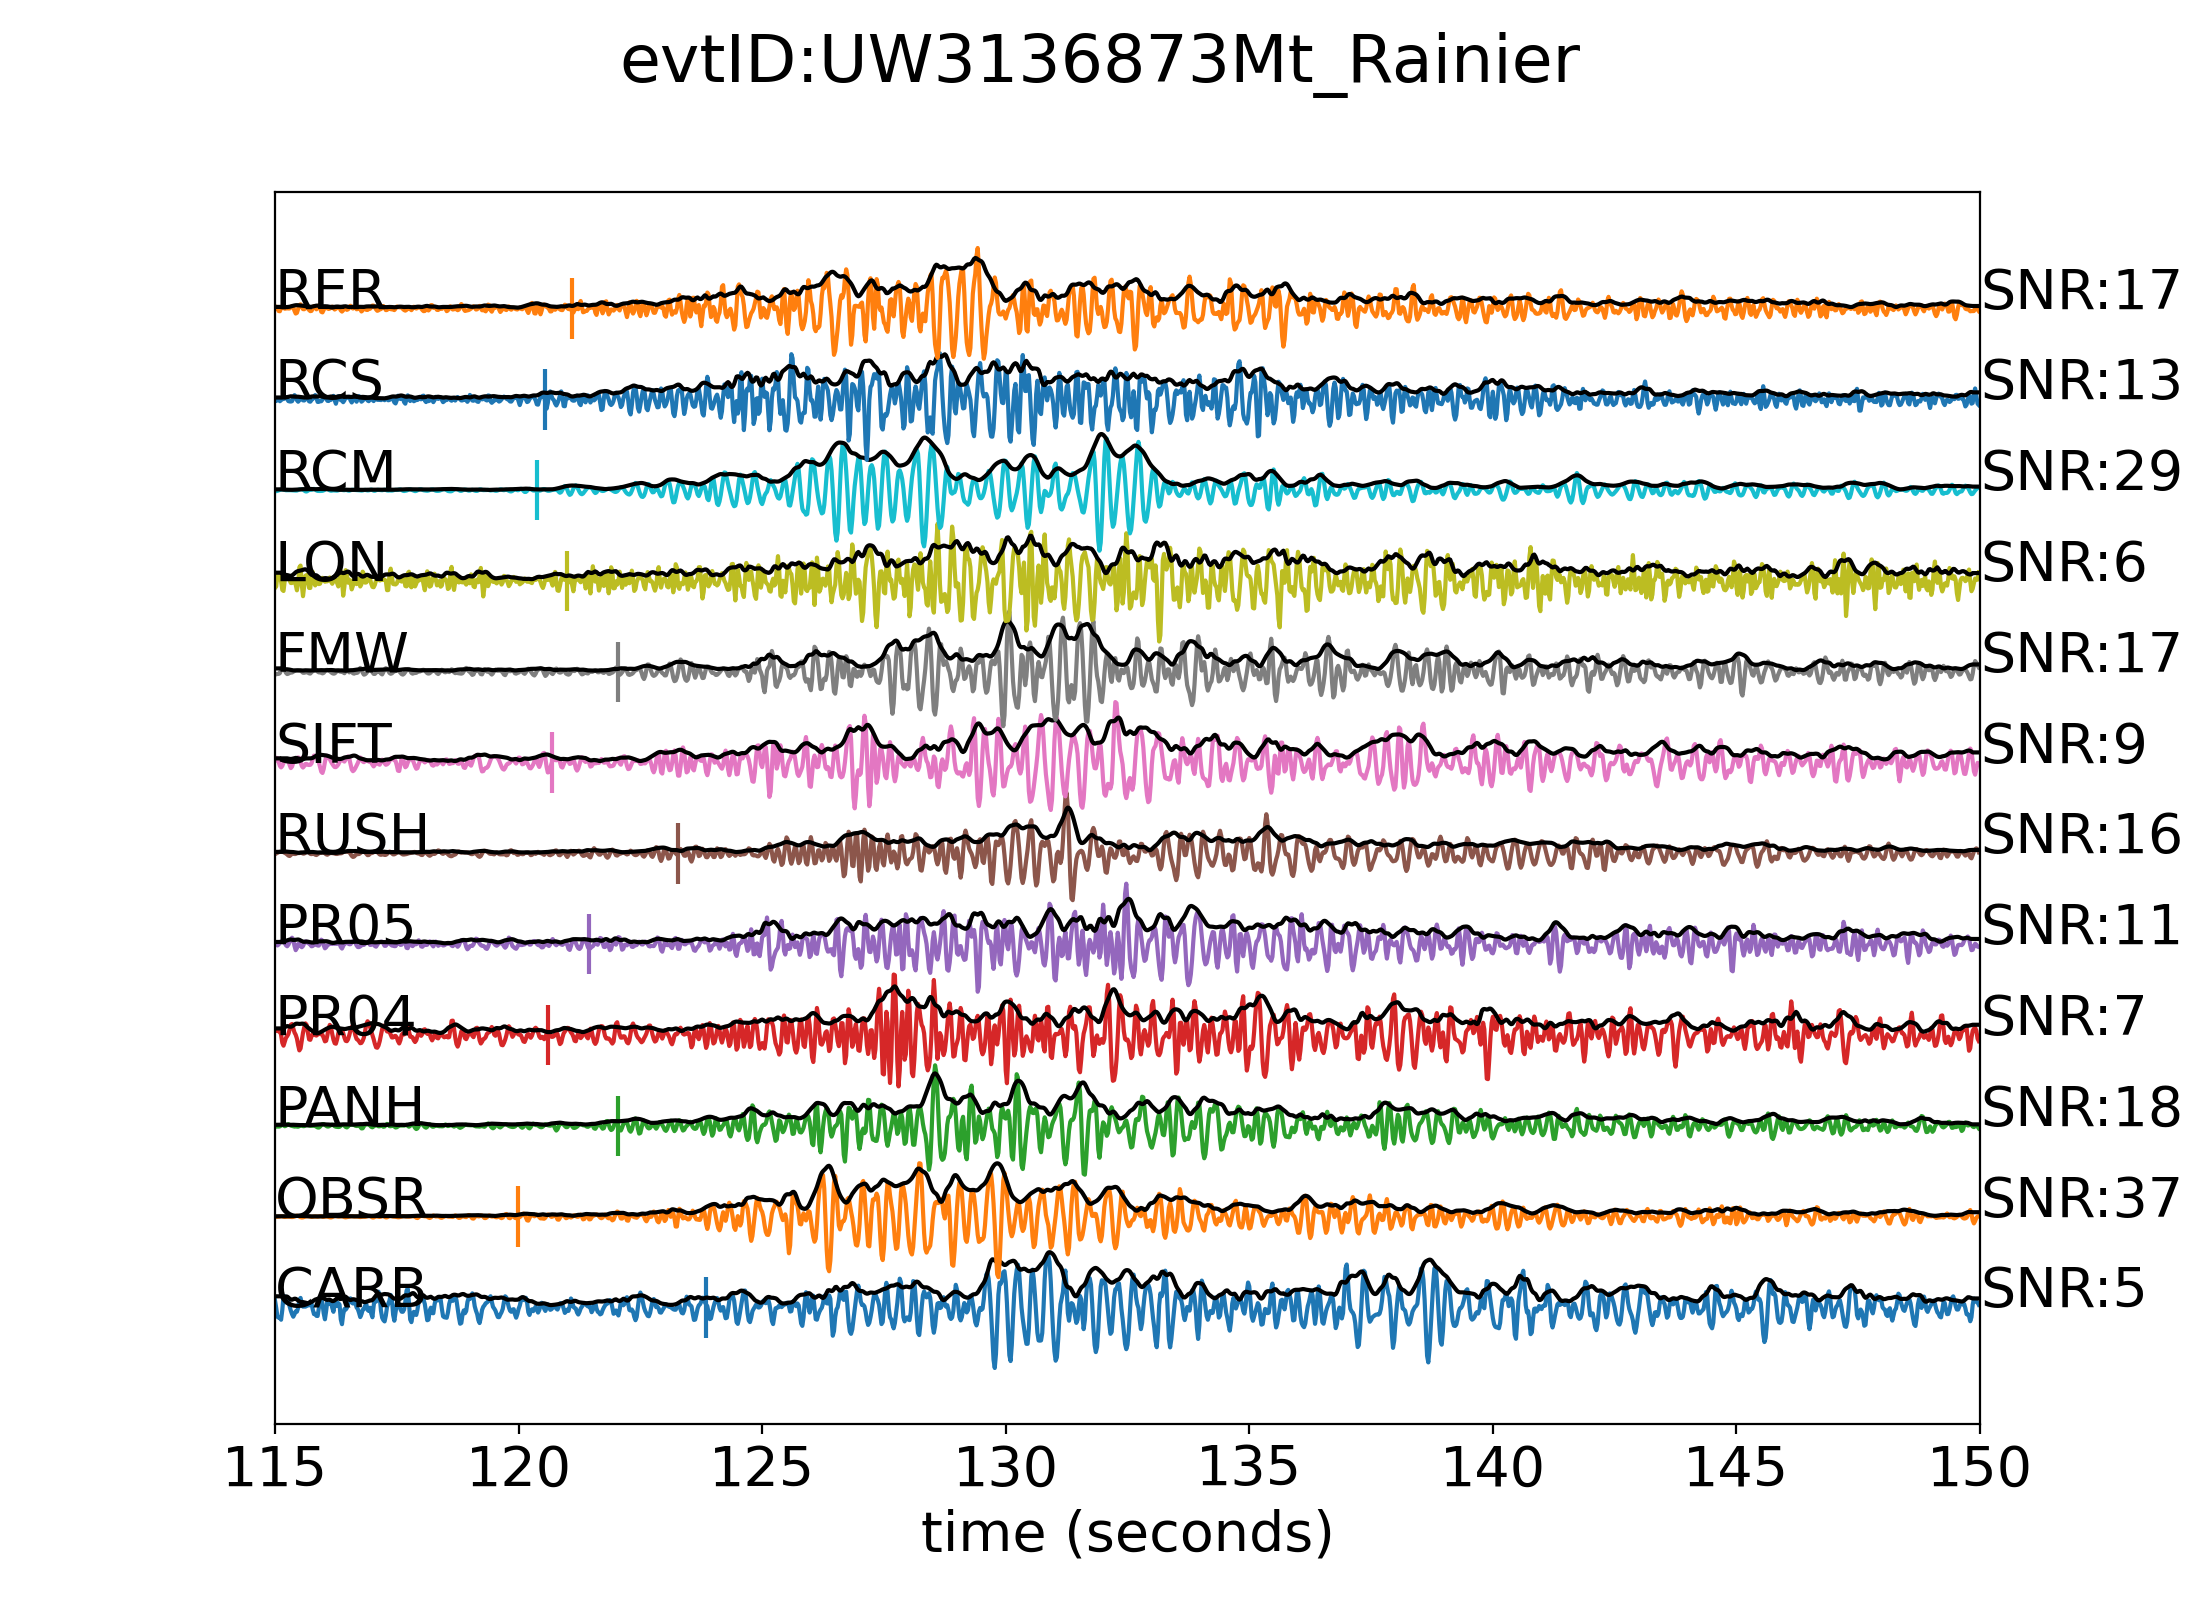 evtID:UW3136873Mt_Rainier
RER SNR:17
RCS SNR:13
RCM SNR:29
LON SNR:6
FMW SNR:17
SIFT SNR:9
RUSH SNR:16
PR05 SNR:11
PR04 SNR:7
PANH SNR:18
OBSR SNR:37
CARB SNR:5
115 120 125 130 135 140 145 150
time (seconds)